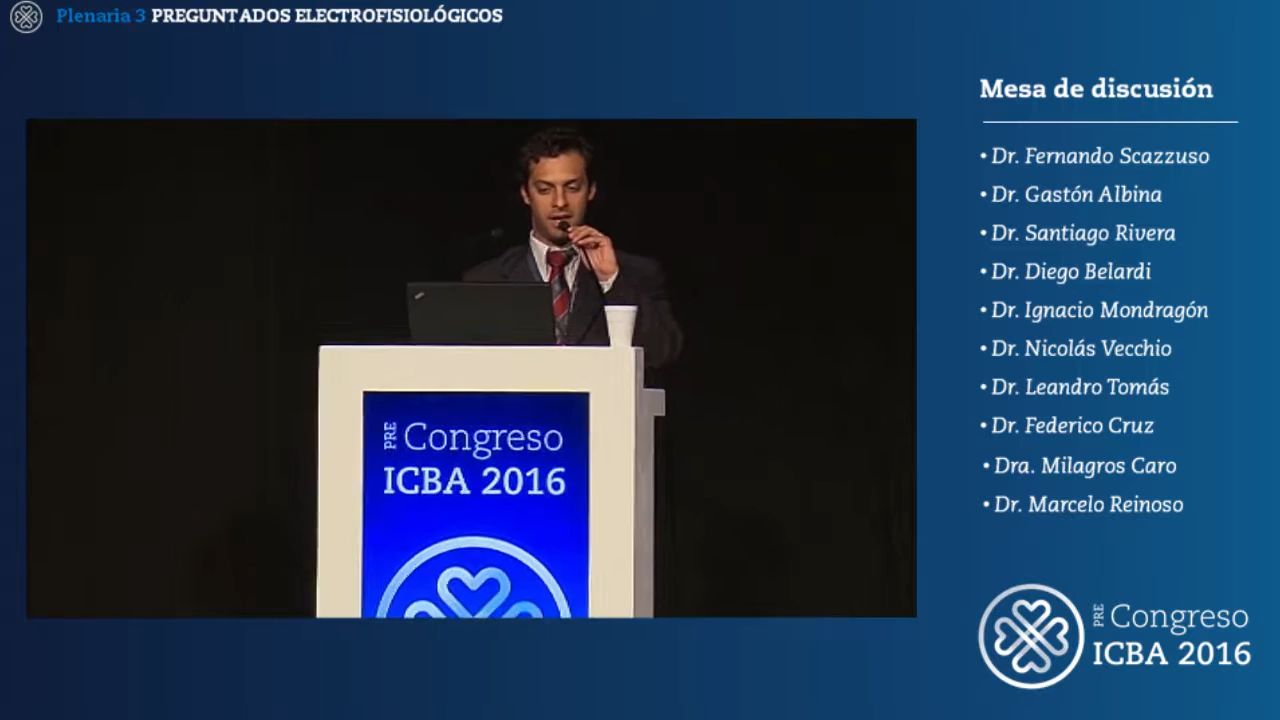 Plenaria 3 PREGUNTADOS ELECTROFISIOLÓGICOS
Mesa de discusión
• Dr. Fernando Scazzuso
• Dr. Gastón Albina
• Dr. Santiago Rivera
• Dr. Diego Belardi
• Dr. Ignacio Mondragón
• Dr. Nicolás Vecchio
• Dr. Leandro Tomás
• Dr. Federico Cruz
• Dra. Milagros Caro
• Dr. Marcelo Reinoso
PRE Congreso
ICBA 2016
PRE Congreso
ICBA 2016